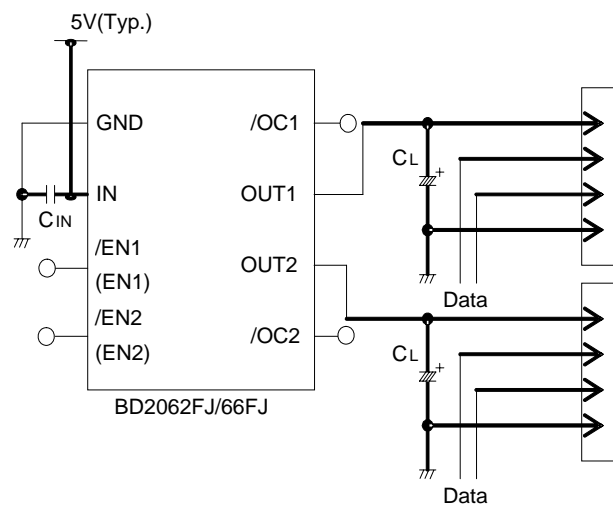 5V(Typ.)
GND
/OC1
CL
IN
CIN
OUT1
/EN1
(EN1)
OUT2
Data
/EN2
(EN2)
/OC2
CL
BD2062FJ/66FJ
Data